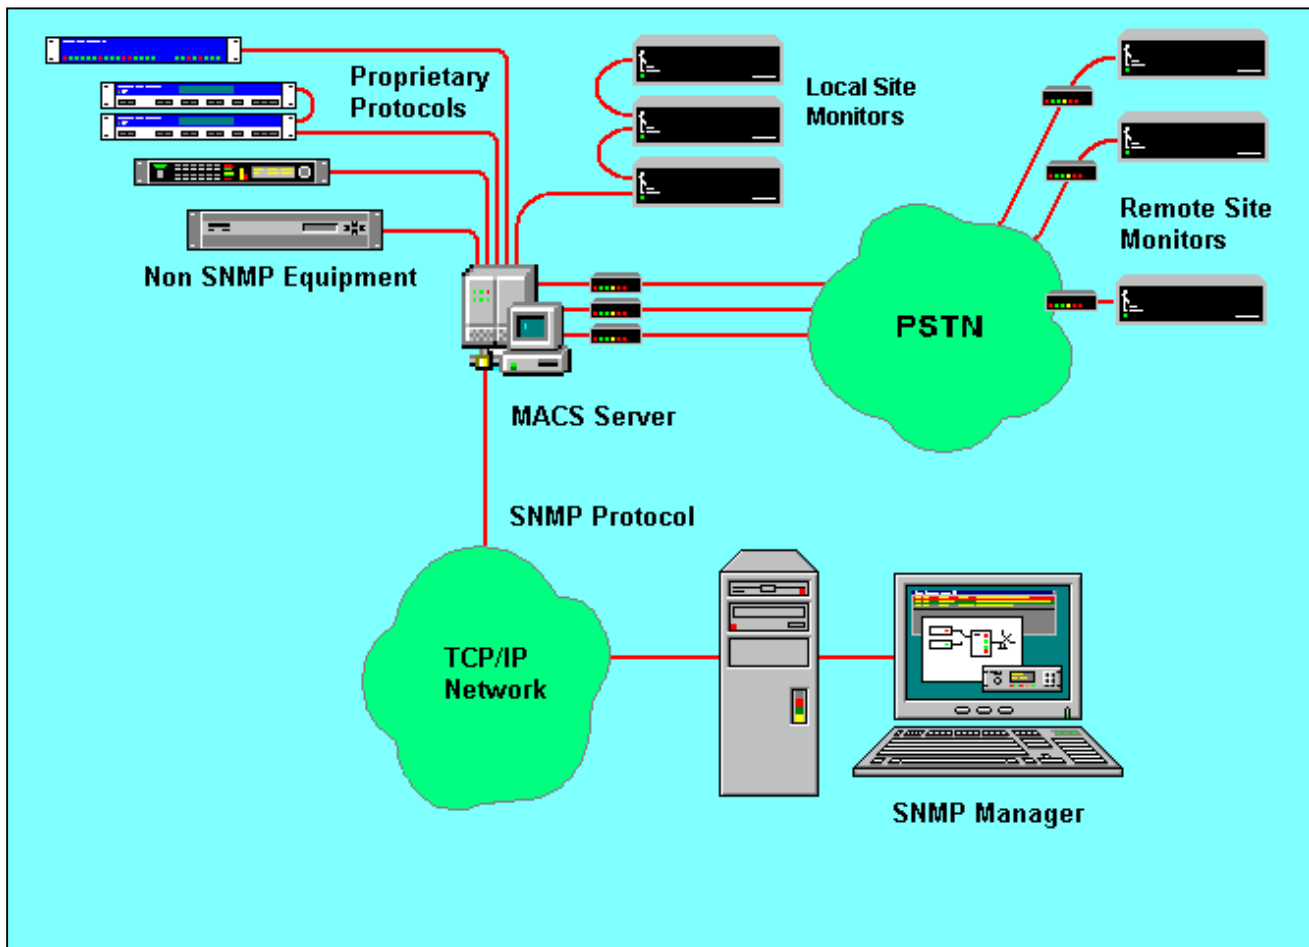 Proprietary
Protocols
Local Site
Monitors
Remote Site
Monitors
Non SNMP Equipment
PSTN
MACS Server
SNMP Protocol
TCP/IP
Network
SNMP Manager